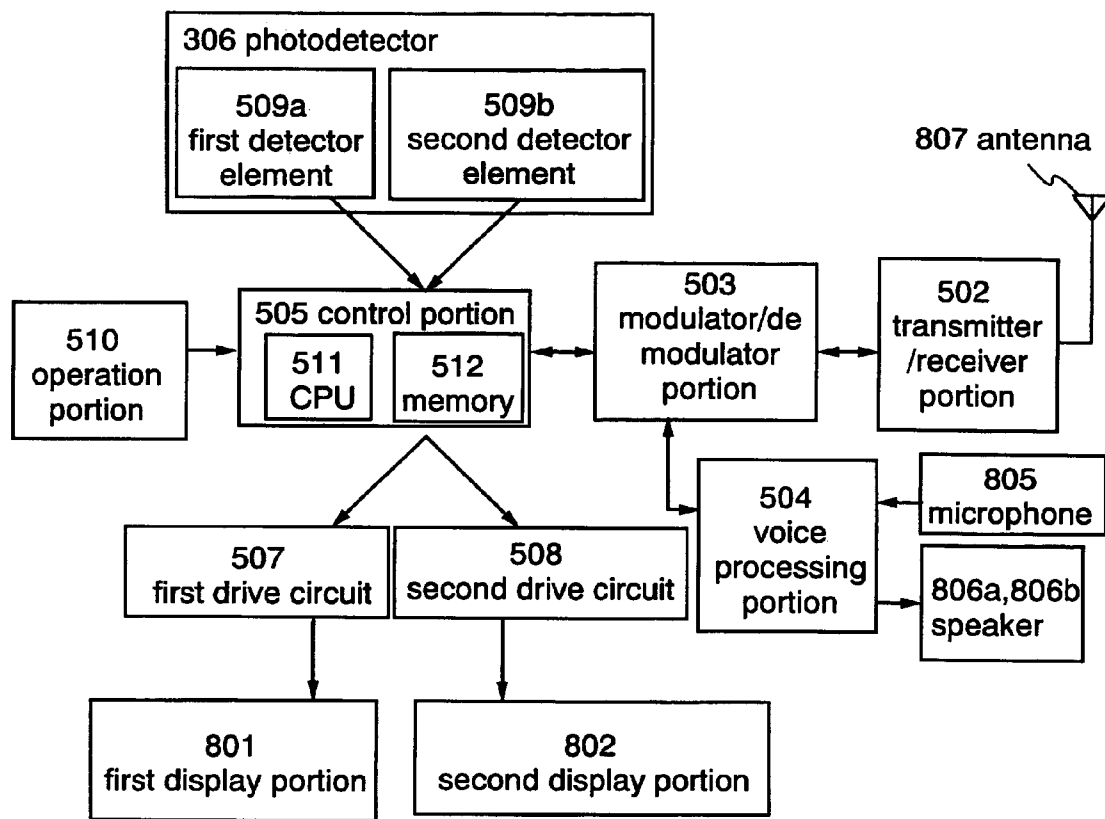 306 photodetector
509a
first detector
element
509b
second detector
element
807 antenna
510
operation
portion
505 control portion
511
CPU
512
memory
503
modulator/de
modulator
portion
502
transmitter
/receiver
portion
504
voice
processing
portion
805
microphone
806a,806b
speaker
507
first drive circuit
508
second drive circuit
801
first display portion
802
second display portion